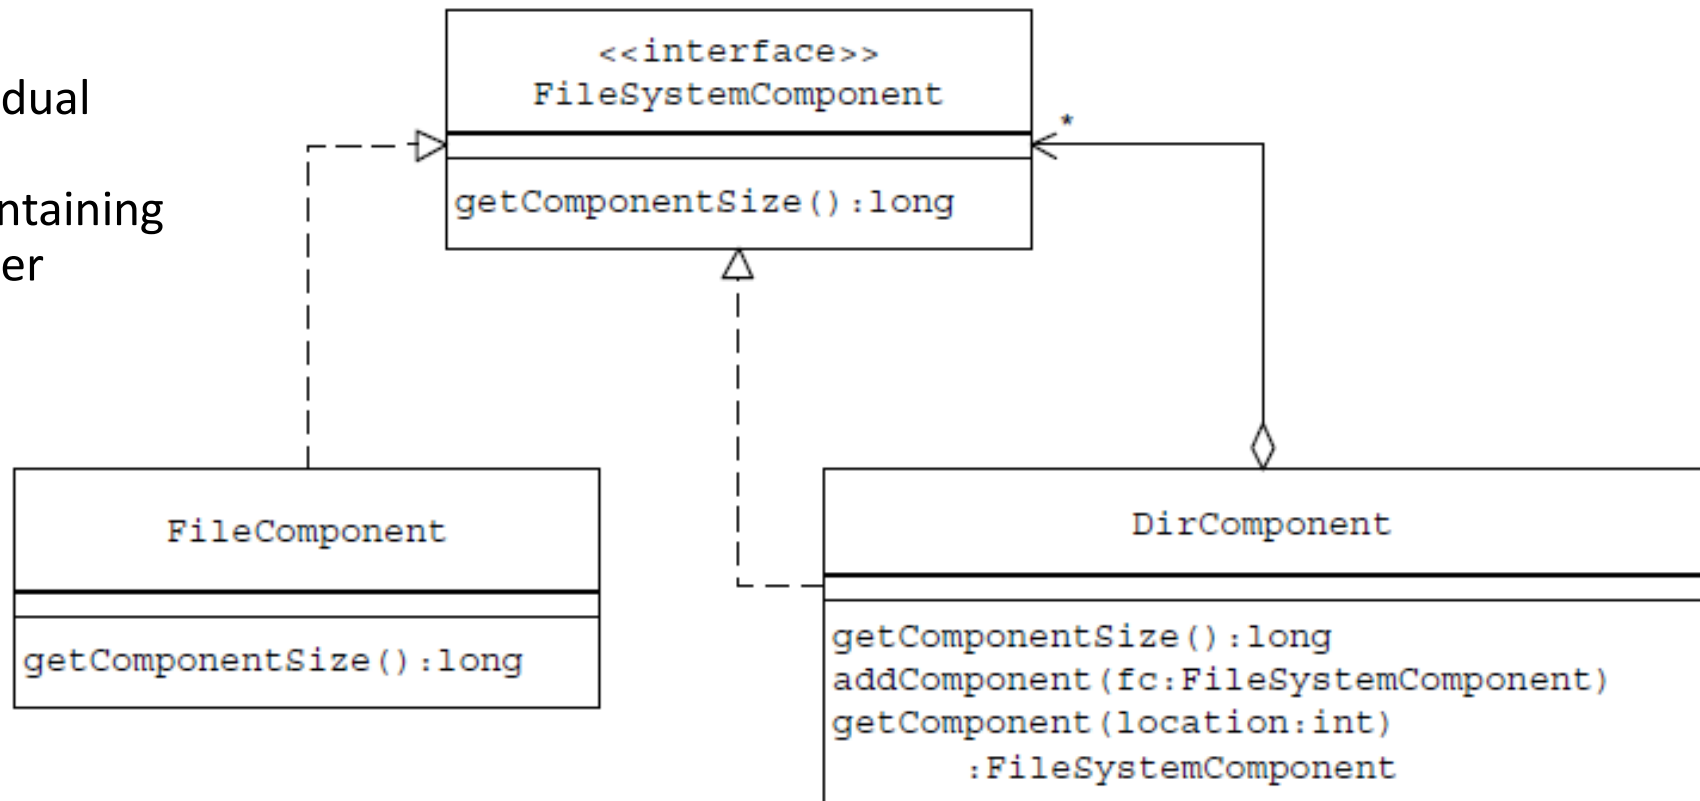 dual
ntaining
er
<<interface>>
FileSystemComponent
*
getComponentSize():long
FileComponent
getComponentSize():long
DirComponent
getComponentSize():long
addComponent(fc:FileSystemComponent)
getComponent(location:int)
:FileSystemComponent